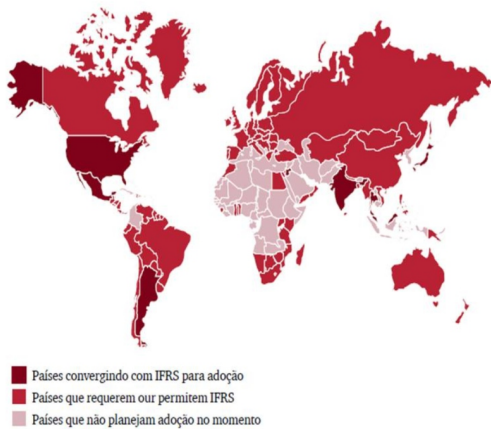 Países convergindo com IFRS para adoção
Países que requerem our permitem IFRS
Países que não planejam adoção no momento